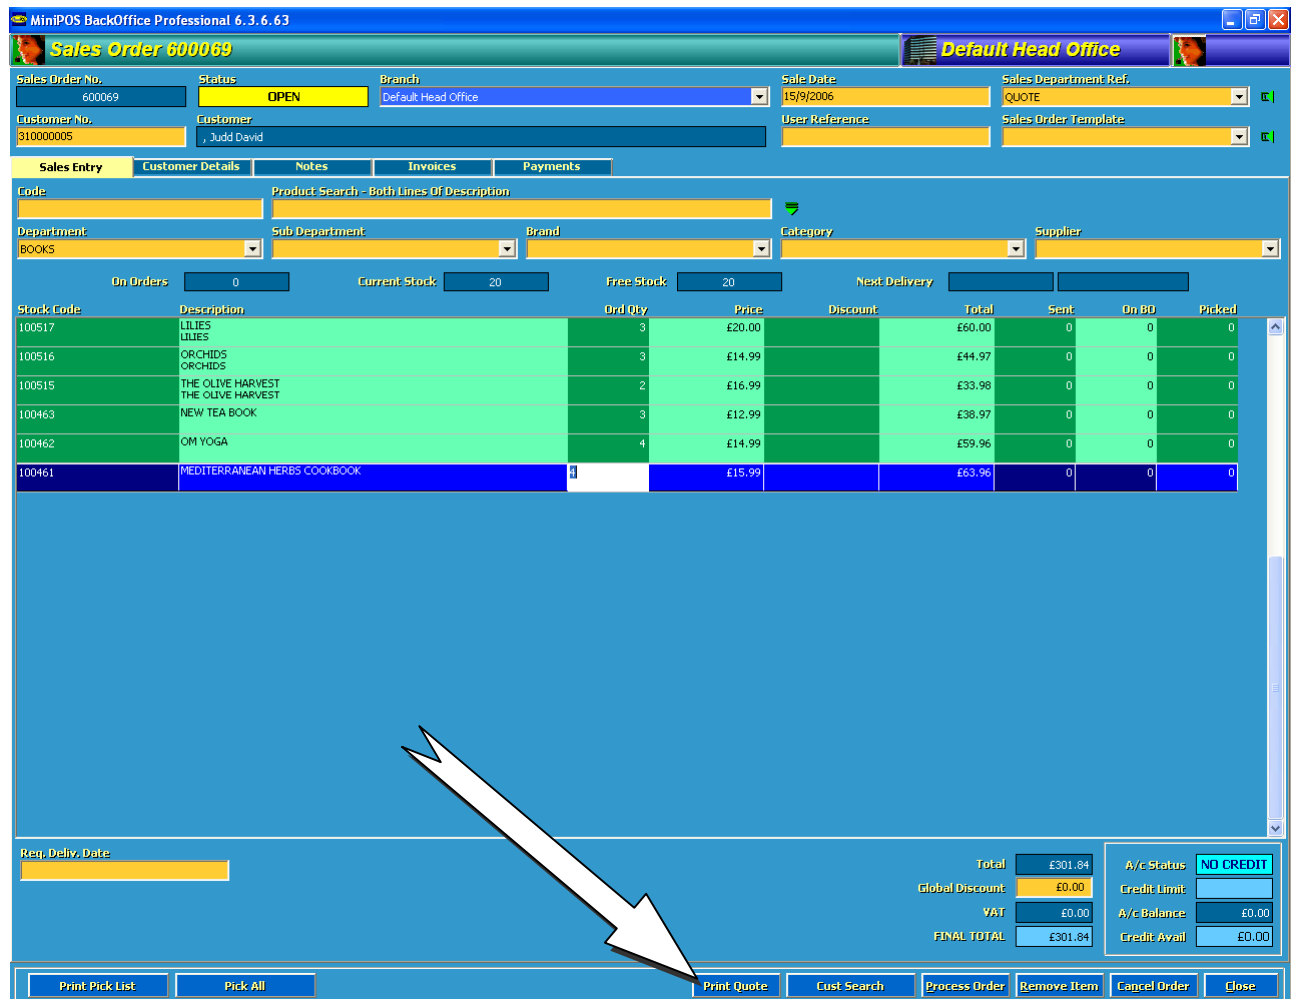 MiniPOS BackOffice Professional 6.3.6.63
Sales Order 600069
Default Head Office
Sales Order No.
Status
Branch
Sale Date
Sales Department Ref.
600069
OPEN
Default Head Office
15/9/2006
QUOTE
Customer No.
Customer
User Reference
Sales Order Template
310000005
, Judd David
Sales Entry
Customer Details
Notes
Invoices
Payments
Code
Product Search - Both Lines Of Description
Department
Sub Department
Brand
Category
Supplier
BOOKS
On Orders 0
Current Stock 20
Free Stock 20
Next Delivery
Stock Code Description Ord Qty Price Discount Total Sent On BO Picked
100517 LILIES 3 £20.00 £60.00 0 0 0
LILIES
100516 ORCHIDS 3 £14.99 £44.97 0 0 0
ORCHIDS
100515 THE OLIVE HARVEST 2 £16.99 £33.98 0 0 0
THE OLIVE HARVEST
100463 NEW TEA BOOK 3 £12.99 £38.97 0 0 0
100462 OM YOGA 4 £14.99 £59.96 0 0 0
100461 MEDITERRANEAN HERBS COOKBOOK 4 £15.99 £63.96 0 0 0
Req. Deliv. Date
Total £301.84
Global Discount £0.00
VAT £0.00
FINAL TOTAL £301.84
A/c Status NO CREDIT
Credit Limit
A/c Balance £0.00
Credit Avail £0.00
Print Pick List
Pick All
Print Quote
Cust Search
Process Order
Remove Item
Cancel Order
Close